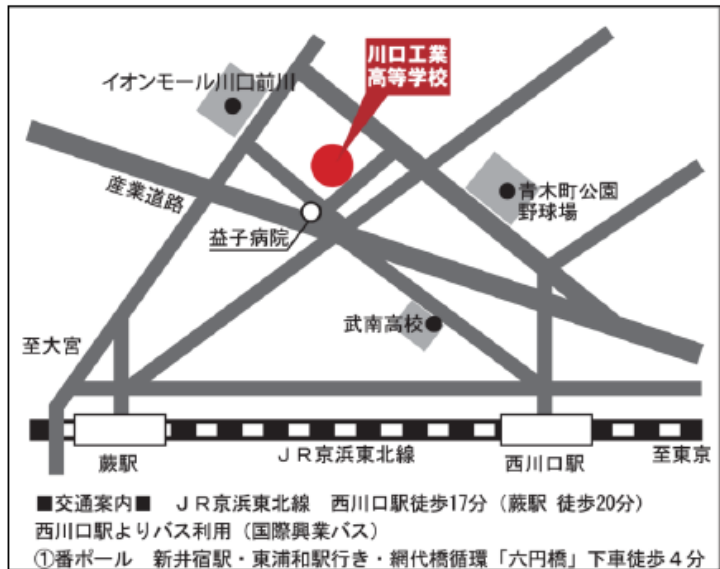 川口工業
高等学校
イオンモール川口前川
産業道路
青木町公園
野球場
益子病院
武南高校
至大宮
蕨駅
ＪＲ京浜東北線
西川口駅
至東京
■交通案内■　ＪＲ京浜東北線　西川口駅徒歩17分（蕨駅 徒歩20分）
西川口駅よりバス利用（国際興業バス）
①番ポール　新井宿駅・東浦和駅行き・網代橋循環「六円橋」下車徒歩４分